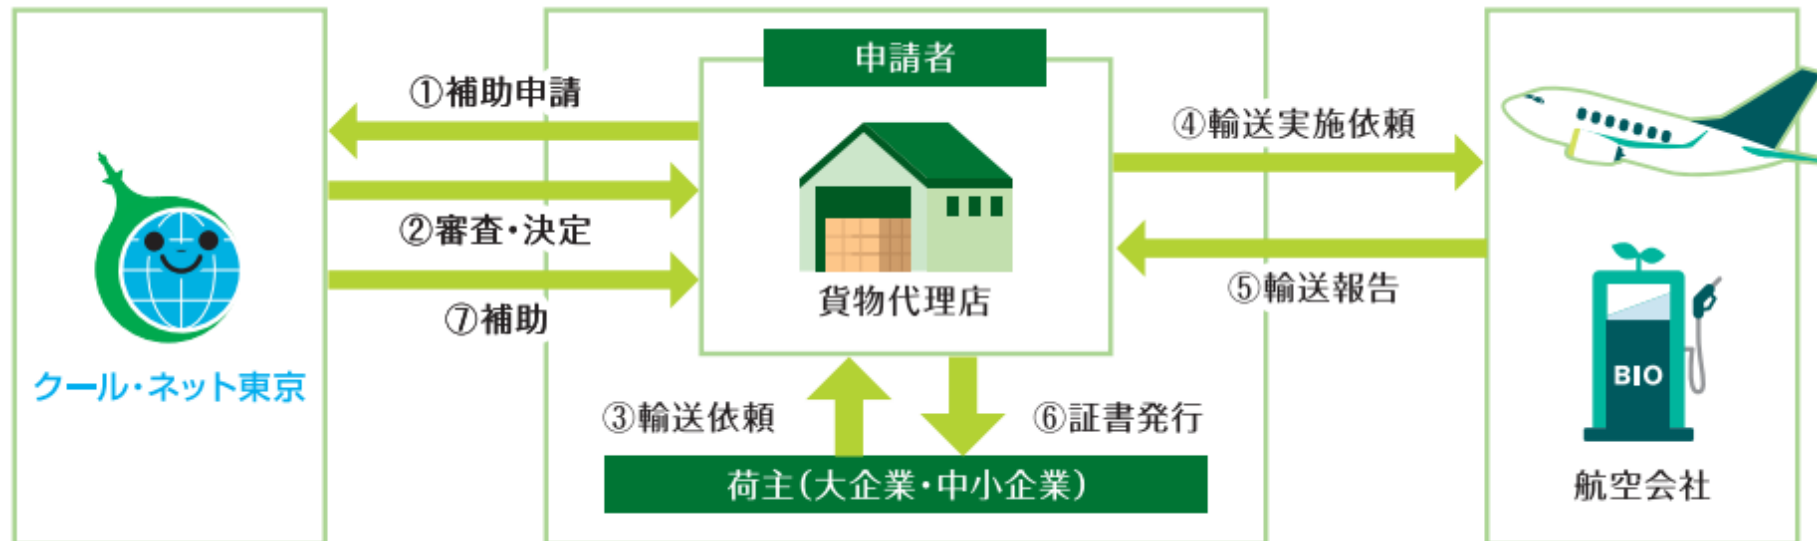 申請者
①補助申請
②審査・決定
⑦補助
クール・ネット東京
貨物代理店
③輸送依頼
⑥証書発行
荷主(大企業・中小企業)
④輸送実施依頼
⑤輸送報告
BIO
航空会社